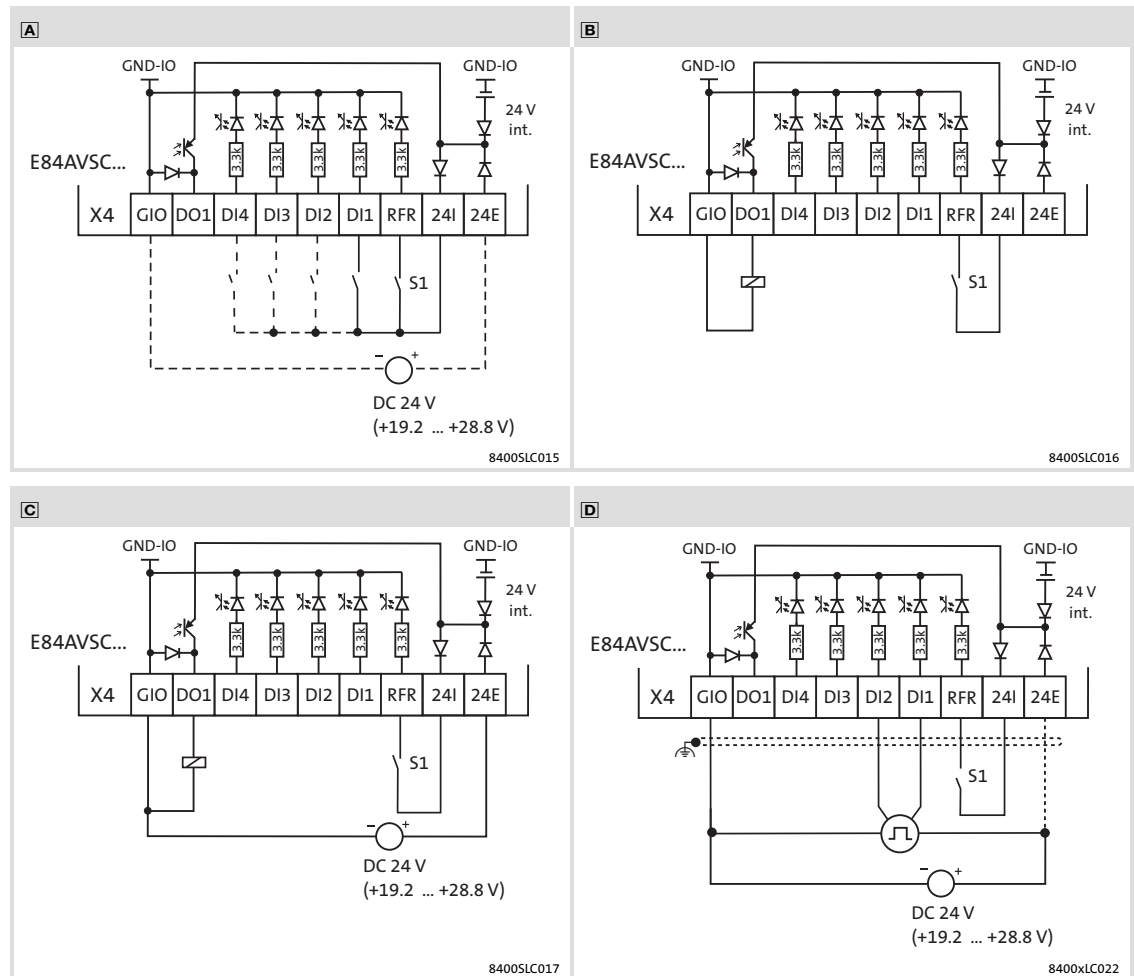 A
GND-IO
GND-IO
24 V
int.
E84AVSC...
3.3k 3.3k 3.3k 3.3k 3.3k
X4 GIO DO1 DI4 DI3 DI2 DI1 RFR 24I 24E
S1
− +
DC 24 V
(+19.2 ... +28.8 V)
8400SLC015
B
GND-IO
GND-IO
24 V
int.
E84AVSC...
3.3k 3.3k 3.3k 3.3k 3.3k
X4 GIO DO1 DI4 DI3 DI2 DI1 RFR 24I 24E
S1
8400SLC016
C
GND-IO
GND-IO
24 V
int.
E84AVSC...
3.3k 3.3k 3.3k 3.3k 3.3k
X4 GIO DO1 DI4 DI3 DI2 DI1 RFR 24I 24E
S1
− +
DC 24 V
(+19.2 ... +28.8 V)
8400SLC017
D
GND-IO
GND-IO
24 V
int.
E84AVSC...
3.3k 3.3k 3.3k 3.3k 3.3k
X4 GIO DO1 DI4 DI3 DI2 DI1 RFR 24I 24E
S1
− +
DC 24 V
(+19.2 ... +28.8 V)
8400xLC022